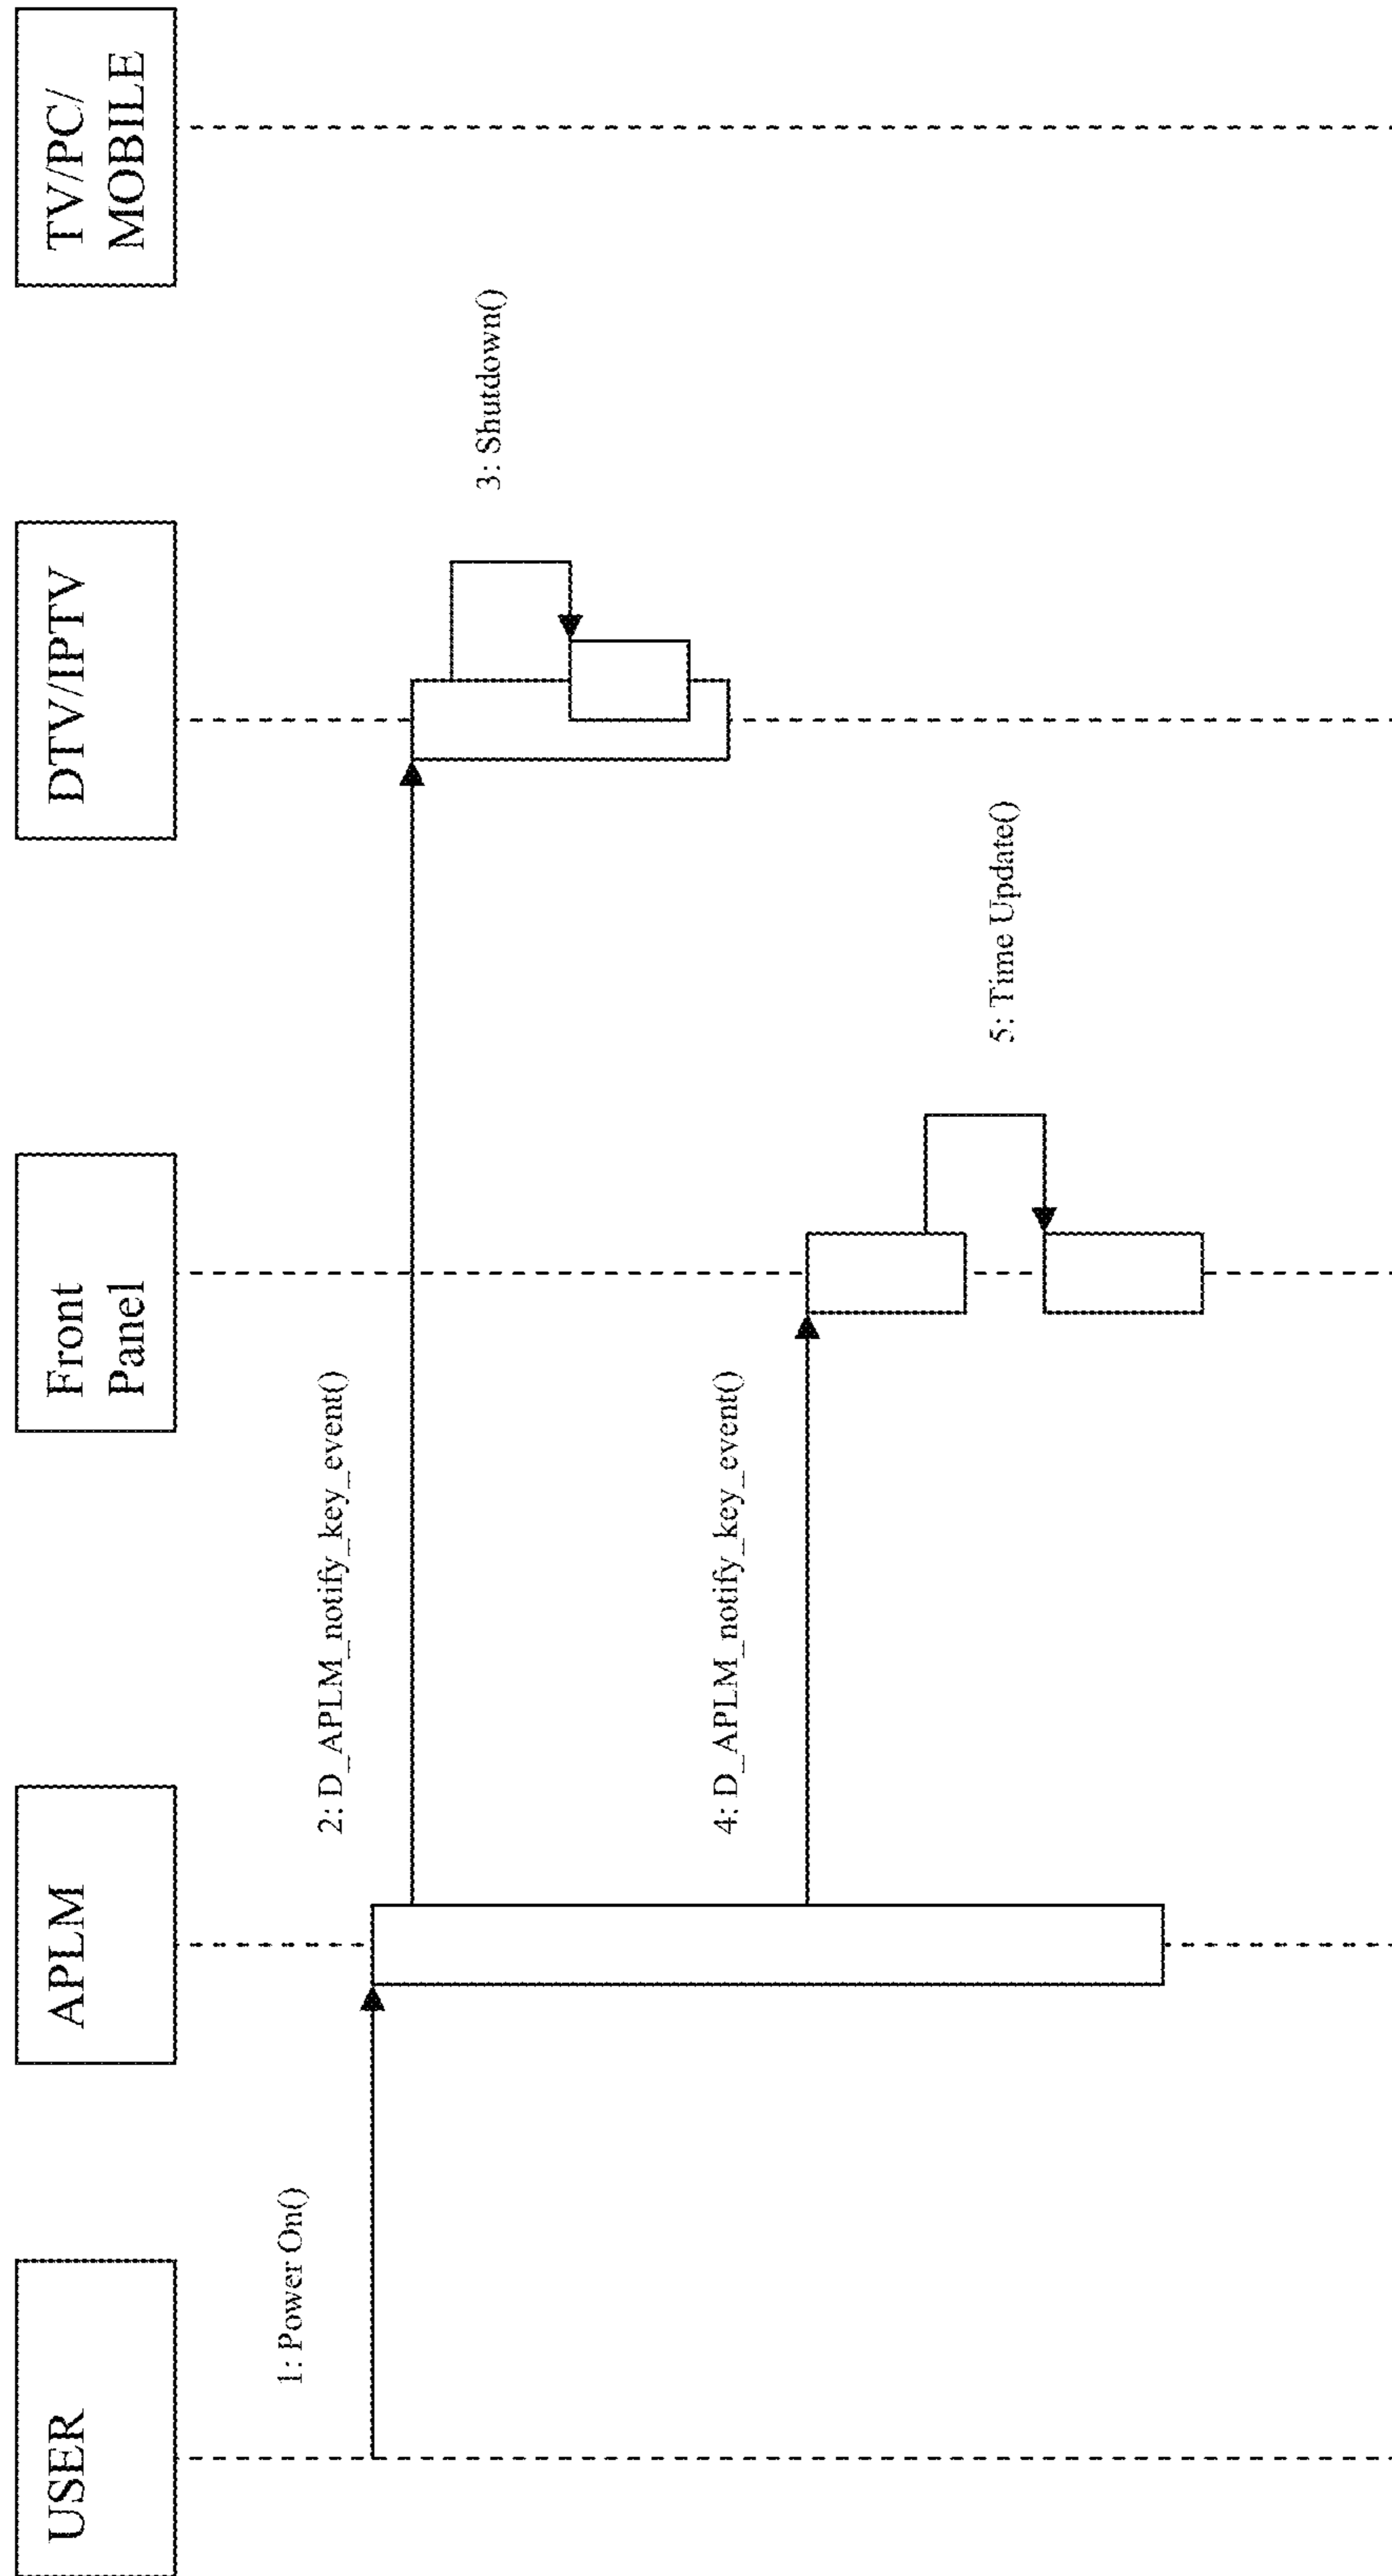 USER
APLM
Front
Panel
DTV/IPTV
TV/PC/
MOBILE
1: Power On()
2: D_APLM_notify_key_event()
3: Shutdown()
4: D_APLM_notify_key_event()
5: Time Update()